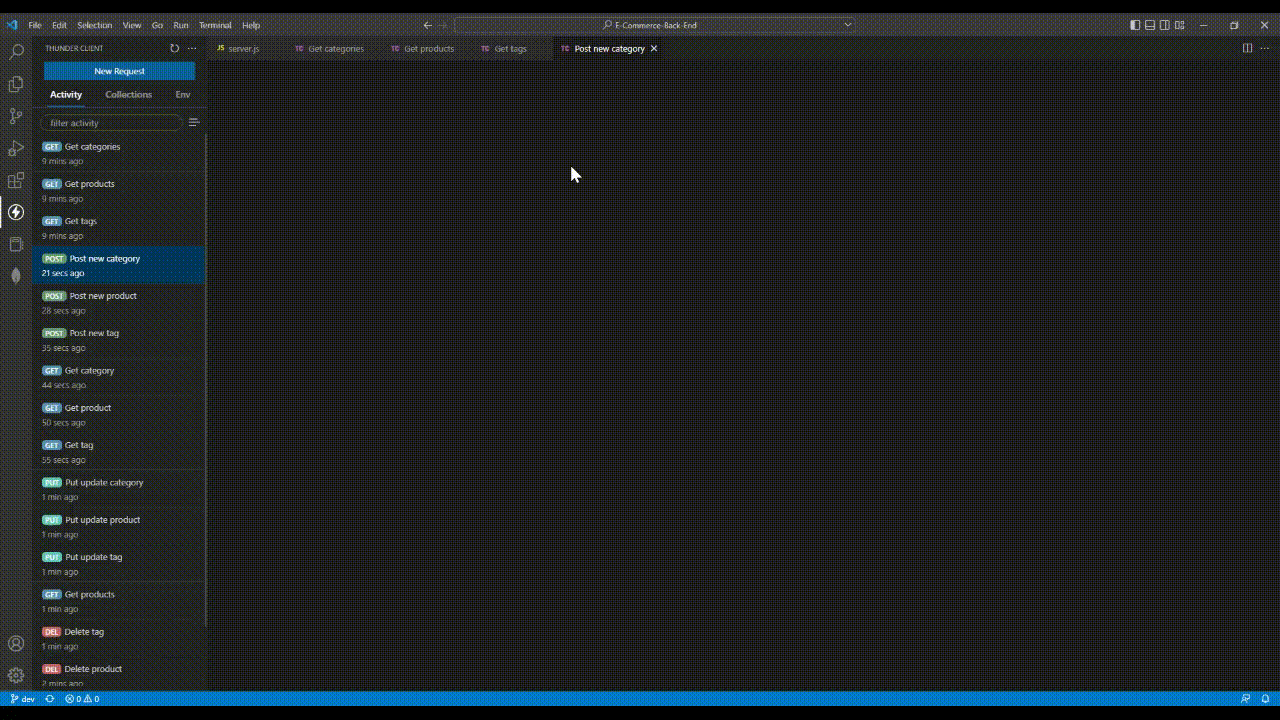 File Edit Selection View Go Run Terminal Help
E-Commerce-Back-End
THUNDER CLIENT
JS server.js
TC Get categories
TC Get products
TC Get tags
TC Post new category
New Request
Activity Collections Env
filter activity
GET Get categories
9 mins ago
GET Get products
9 mins ago
GET Get tags
9 mins ago
POST Post new category
21 secs ago
POST Post new product
28 secs ago
POST Post new tag
35 secs ago
GET Get category
44 secs ago
GET Get product
50 secs ago
GET Get tag
55 secs ago
PUT Put update category
1 min ago
PUT Put update product
1 min ago
PUT Put update tag
1 min ago
GET Get products
1 min ago
DEL Delete tag
1 min ago
DEL Delete product
2 mins ago
dev 0 0